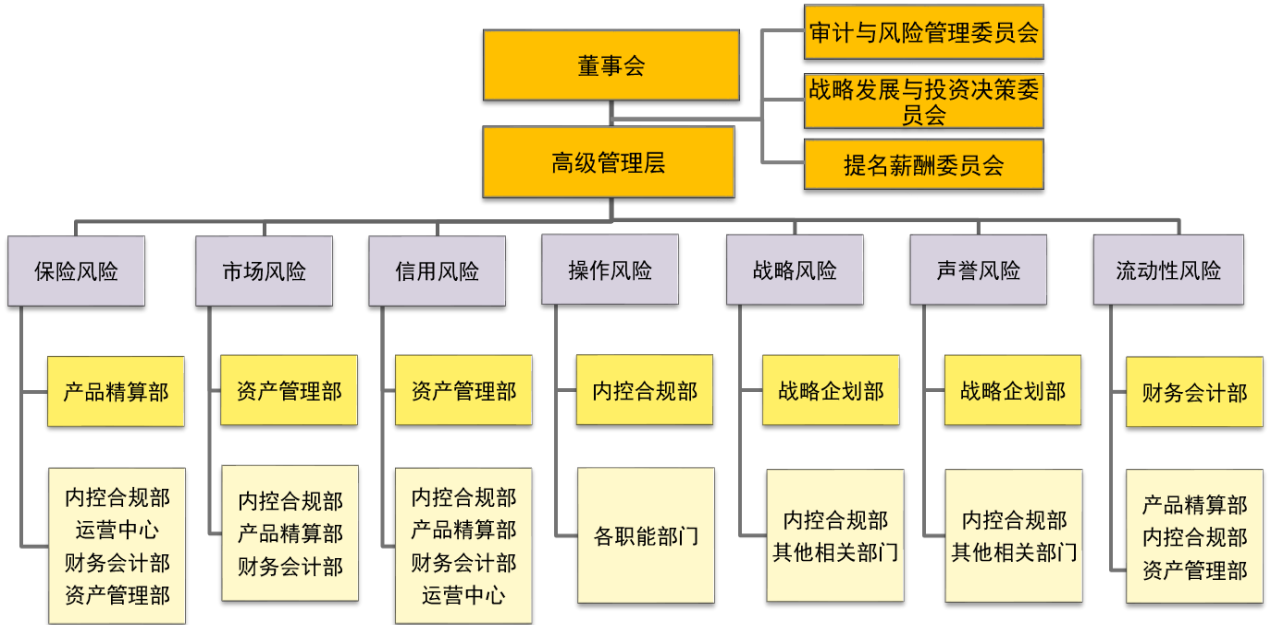 董事会
审计与风险管理委员会
战略发展与投资决策委
员会
高级管理层
提名薪酬委员会
保险风险
市场风险
信用风险
操作风险
战略风险
声誉风险
流动性风险
产品精算部
资产管理部
资产管理部
内控合规部
战略企划部
战略企划部
财务会计部
内控合规部
运营中心
财务会计部
资产管理部
内控合规部
产品精算部
财务会计部
内控合规部
产品精算部
财务会计部
运营中心
各职能部门
内控合规部
其他相关部门
内控合规部
其他相关部门
产品精算部
内控合规部
资产管理部